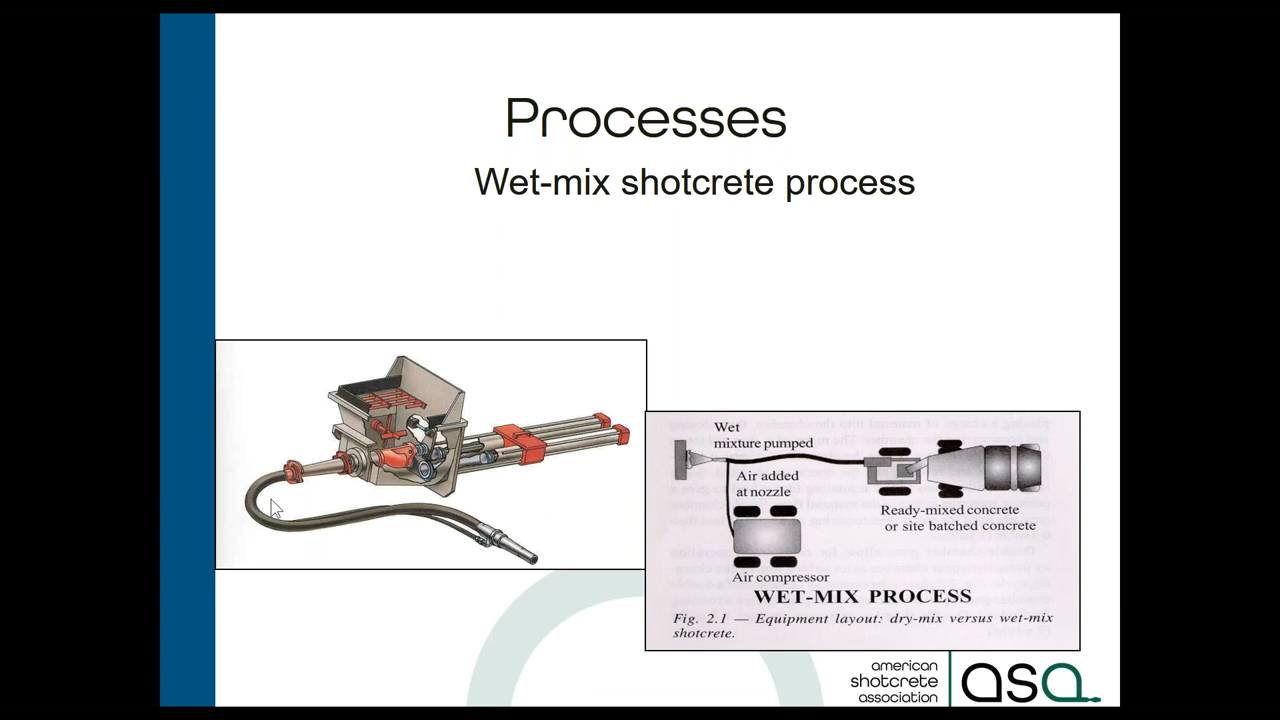 Processes
Wet-mix shotcrete process
Wet
mixture pumped
Air added
at nozzle
Ready-mixed concrete
or site batched concrete
Air compressor
WET-MIX PROCESS
Fig. 2.1 — Equipment layout: dry-mix versus wet-mix
shotcrete.
american
shotcrete
association
asa